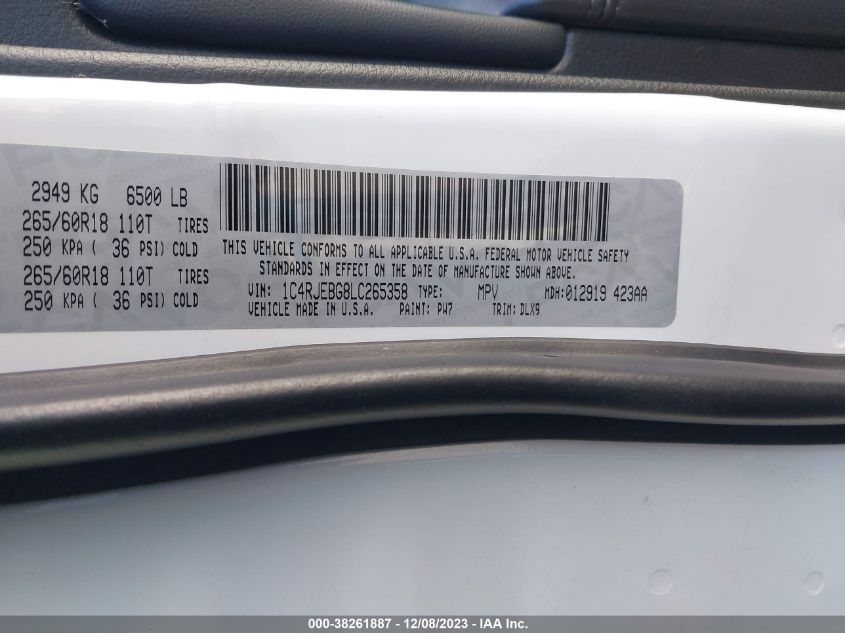 2949 KG 6500 LB
265/60R18 110T TIRES
250 KPA ( 36 PSI) COLD
265/60R18 110T TIRES
250 KPA ( 36 PSI) COLD
THIS VEHICLE CONFORMS TO ALL APPLICABLE U.S.A. FEDERAL MOTOR VEHICLE SAFETY
STANDARDS IN EFFECT ON THE DATE OF MANUFACTURE SHOWN ABOVE.
VIN: 1C4RJEBG8LC265358 TYPE: MPV MDH:012919 423AA
VEHICLE MADE IN U.S.A. PAINT: PW7 TRIM: DLX9
000-38261887 - 12/08/2023 - IAA Inc.